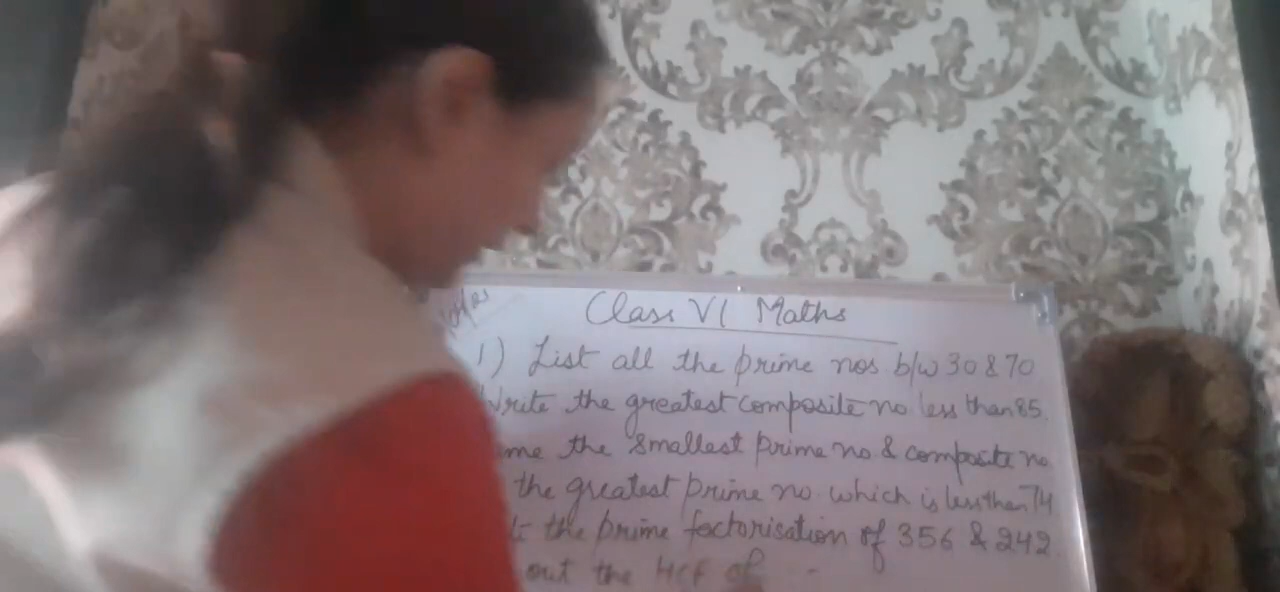 Class VI Maths
1) List all the prime nos b/w 30 & 70
Write the greatest composite no less than 85.
me the smallest prime no & composite no
the greatest prime no. which is less than 74
the prime factorisation of 356 & 242
out the HCF of